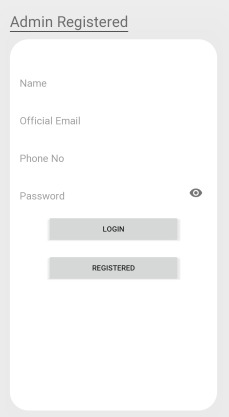 Admin Registered
Name
Official Email
Phone No
Password
LOGIN
REGISTERED